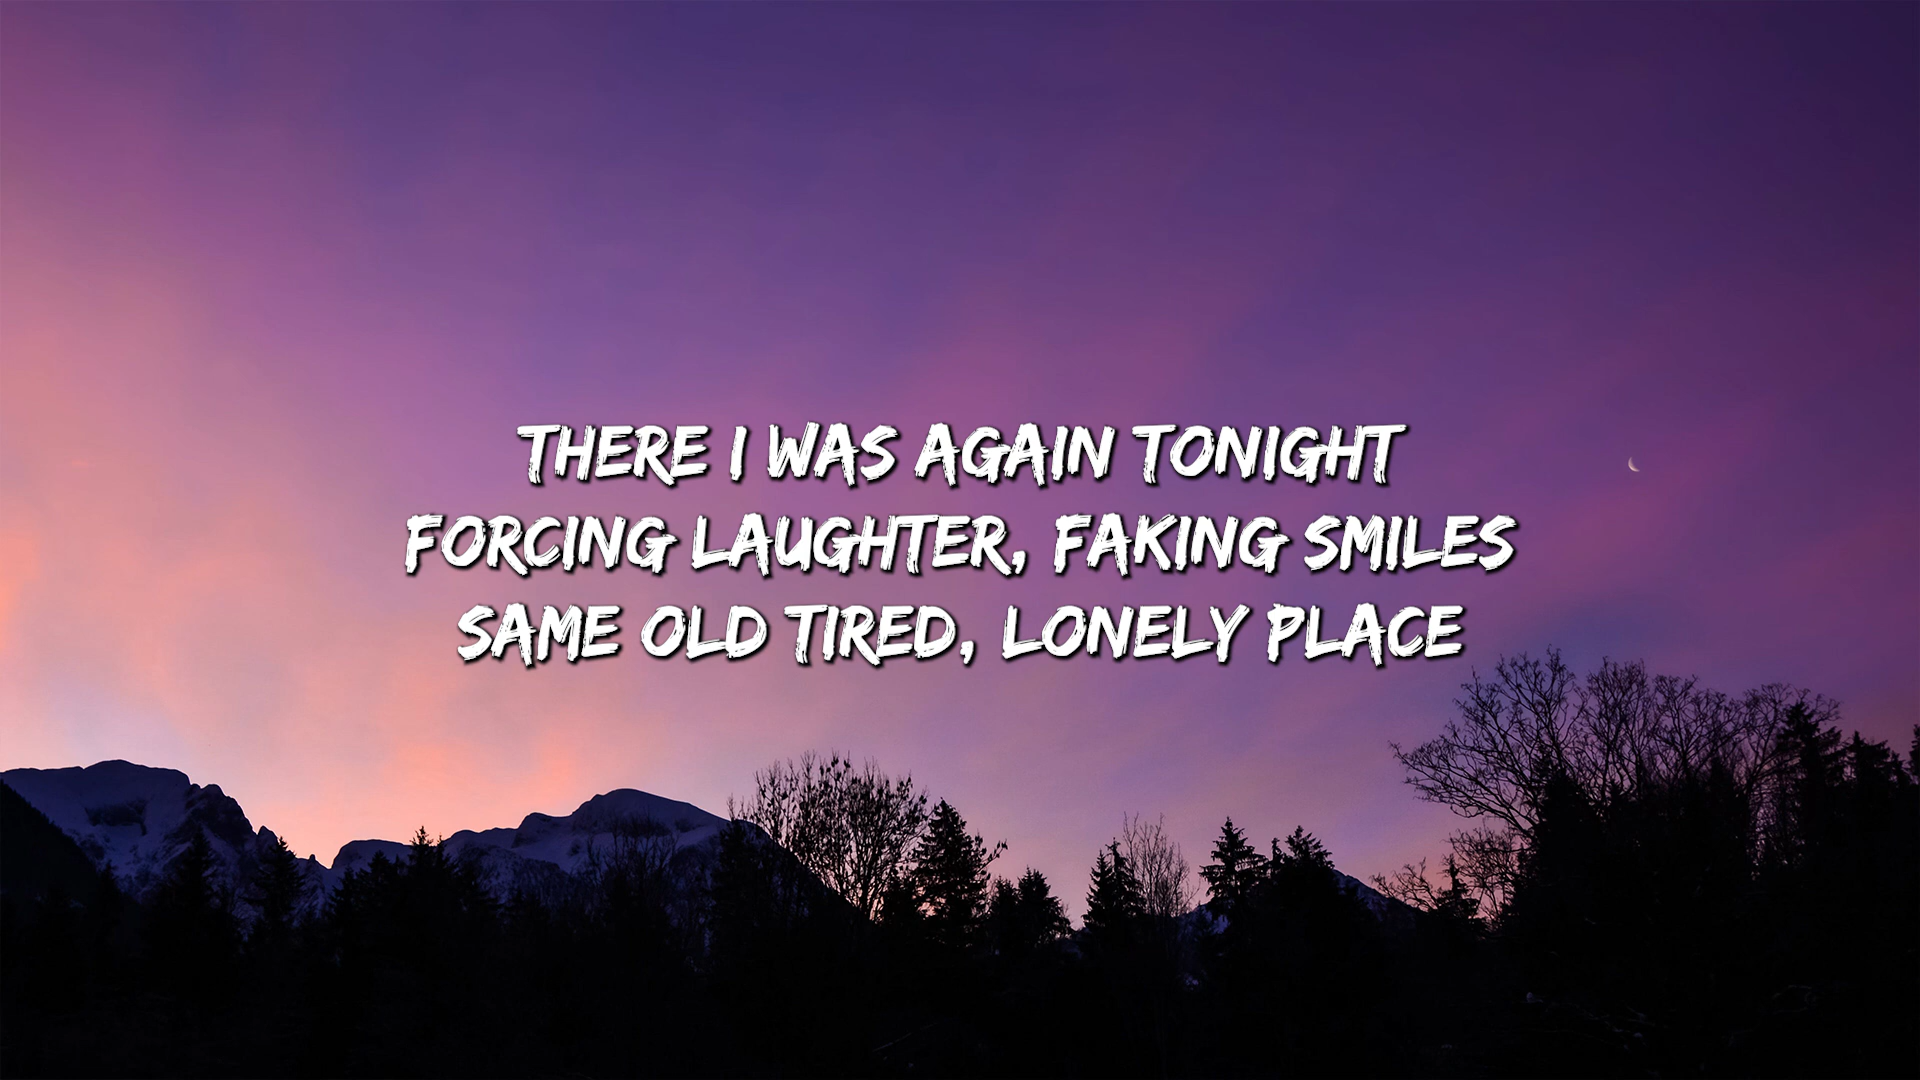 THERE I WAS AGAIN TONIGHT
FORCING LAUGHTER, FAKING SMILES
SAME OLD TIRED, LONELY PLACE